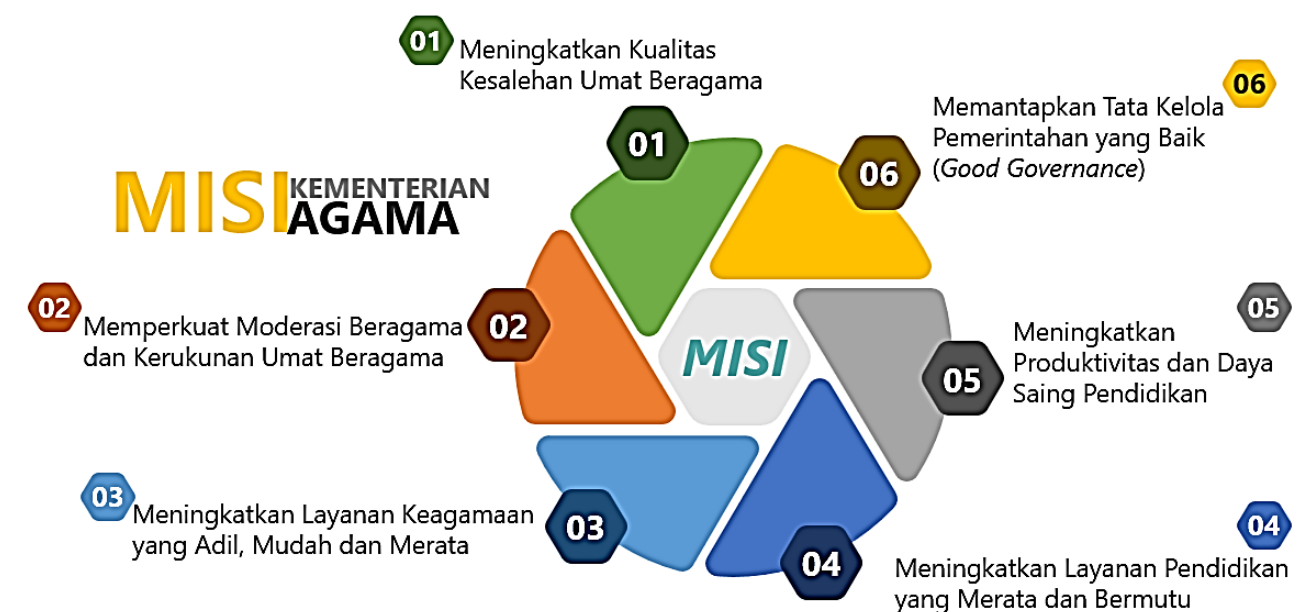 MISI KEMENTERIAN
AGAMA
01
Meningkatkan Kualitas
Kesalehan Umat Beragama
01
02
Memperkuat Moderasi Beragama
dan Kerukunan Umat Beragama
02
03
Meningkatkan Layanan Keagamaan
yang Adil, Mudah dan Merata
03
04
Meningkatkan Layanan Pendidikan
yang Merata dan Bermutu
04
05
Meningkatkan
Produktivitas dan Daya
Saing Pendidikan
05
06
Memantapkan Tata Kelola
Pemerintahan yang Baik
(Good Governance)
06
MISI